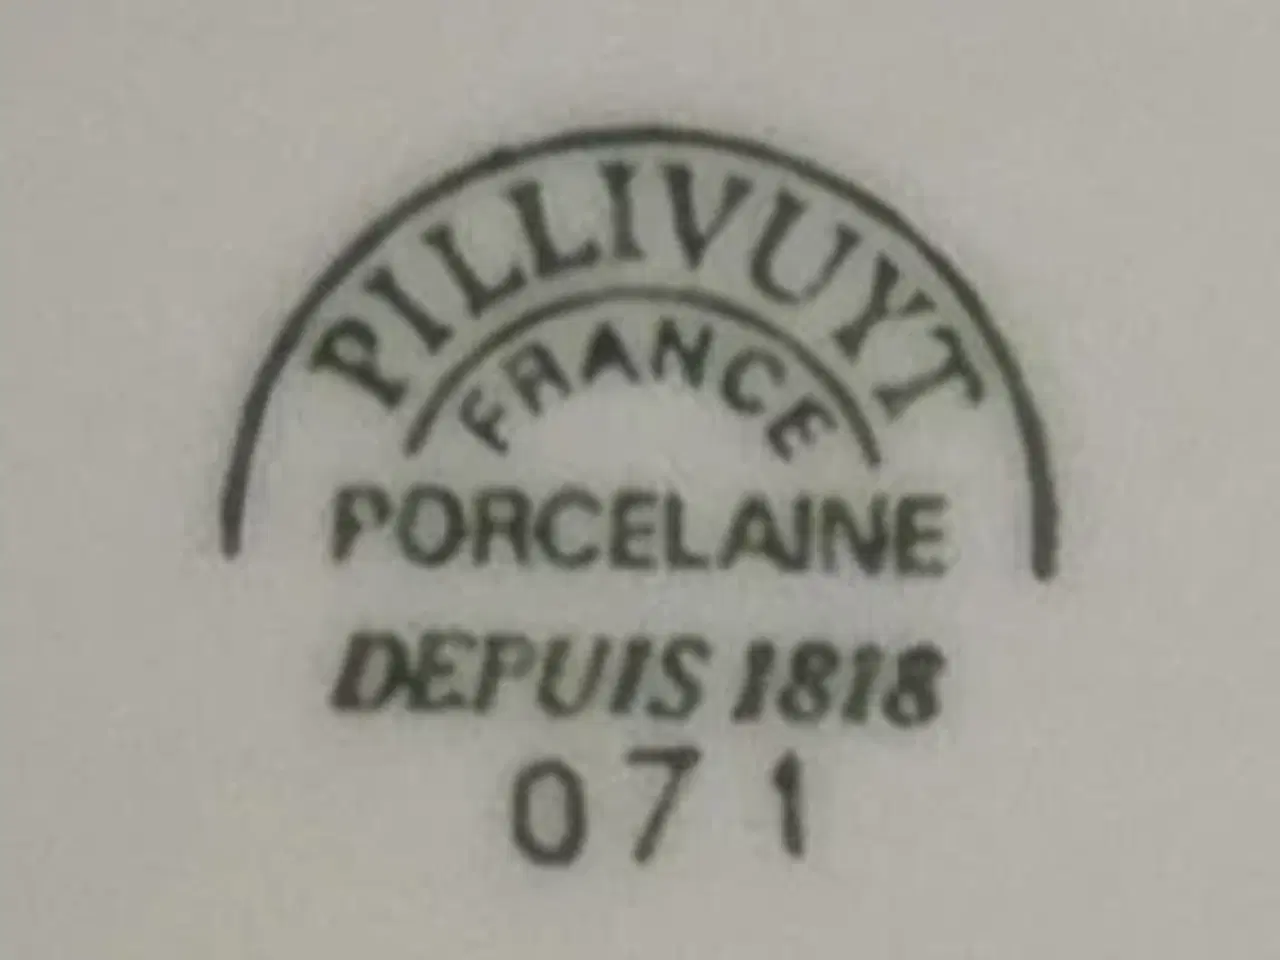 PILLIVUYT
FRANCE
PORCELAINE
DEPUIS 1818
071